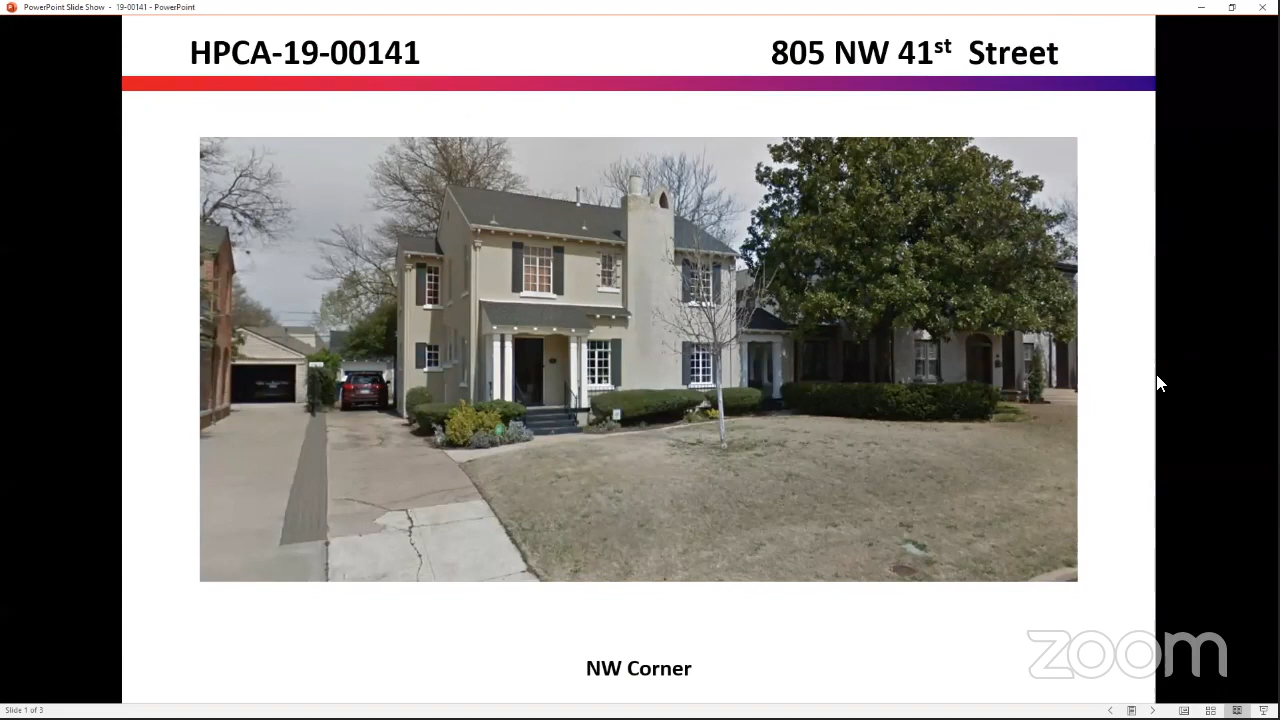 PowerPoint Slide Show - 19-00141 - PowerPoint
HPCA-19-00141
805 NW 41st Street
NW Corner
zoom
Slide 1 of 3